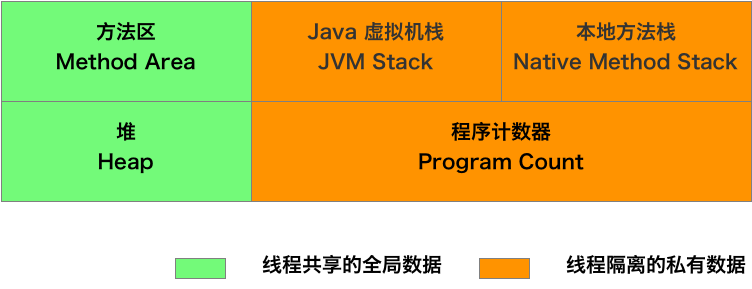 方法区
Method Area
Java 虚拟机栈
JVM Stack
本地方法栈
Native Method Stack
堆
Heap
程序计数器
Program Count
线程共享的全局数据
线程隔离的私有数据